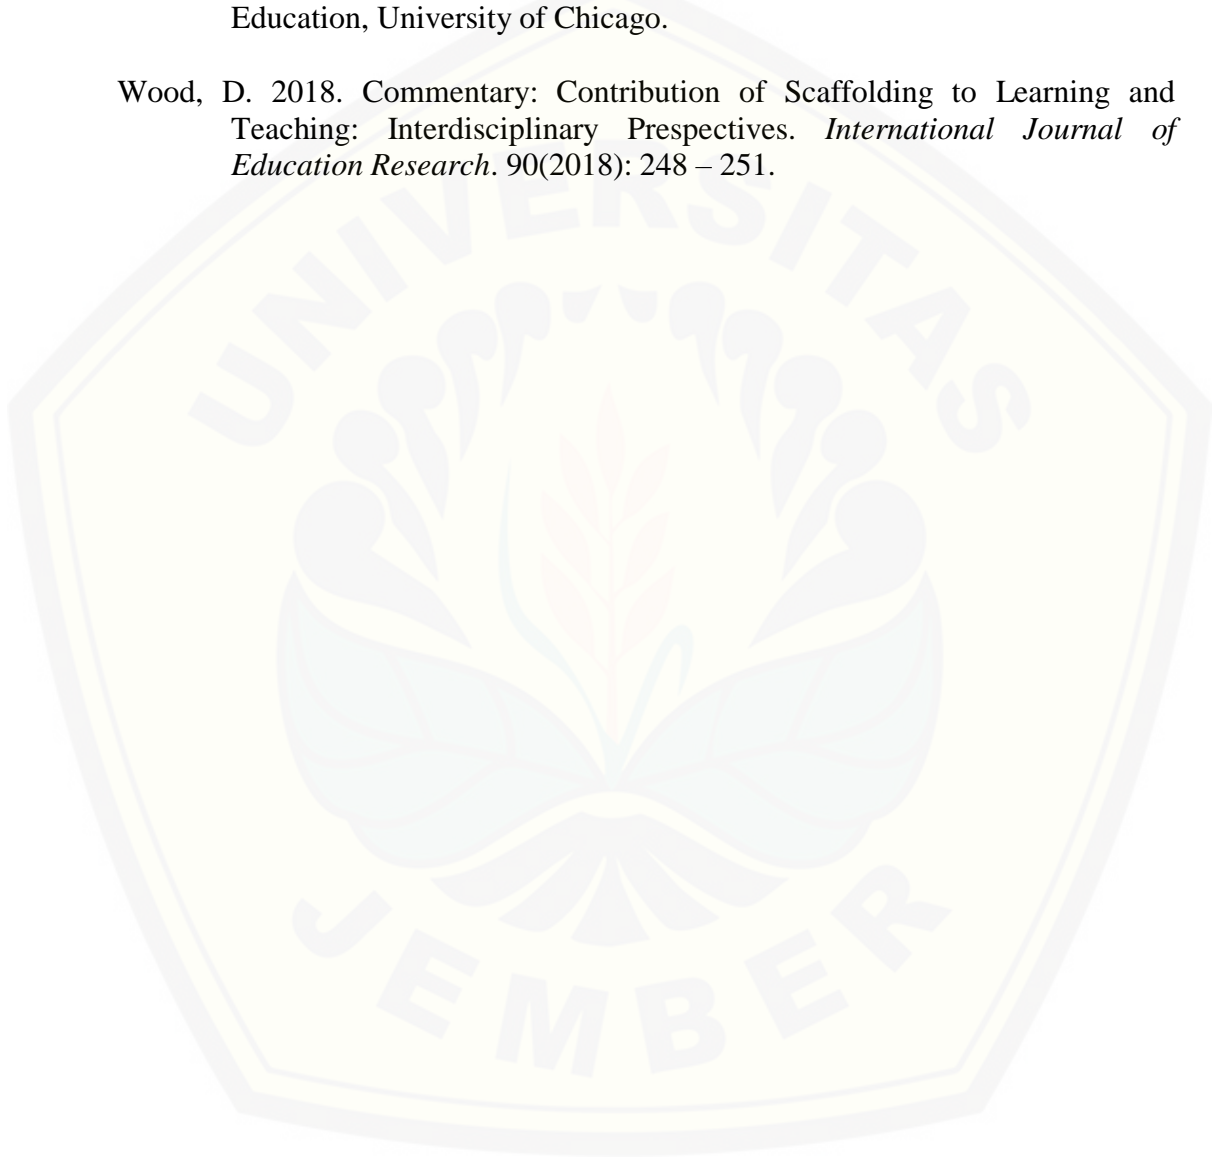 Education, University of Chicago.
Wood, D. 2018. Commentary: Contribution of Scaffolding to Learning and
Teaching: Interdisciplinary Prespectives. International Journal of
Education Research. 90(2018): 248 – 251.
UNIVERSITAS
JEMBER